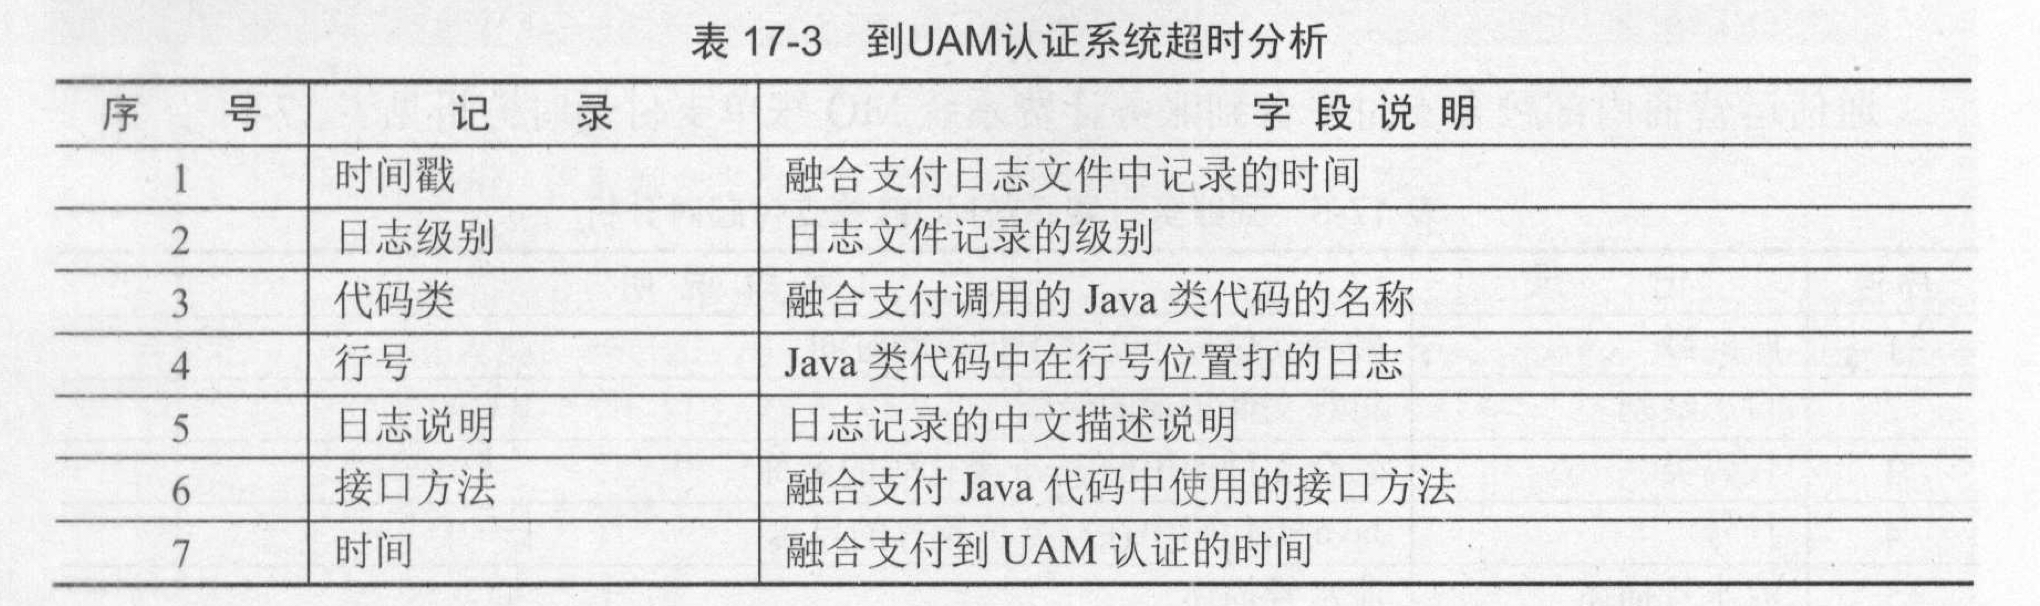 表 17-3 到UAM认证系统超时分析
序 号 记 录 字 段 说 明
1 时间戳 融合支付日志文件中记录的时间
2 日志级别 日志文件记录的级别
3 代码类 融合支付调用的 Java 类代码的名称
4 行号 Java 类代码中在行号位置打的日志
5 日志说明 日志记录的中文描述说明
6 接口方法 融合支付 Java 代码中使用的接口方法
7 时间 融合支付到 UAM 认证的时间